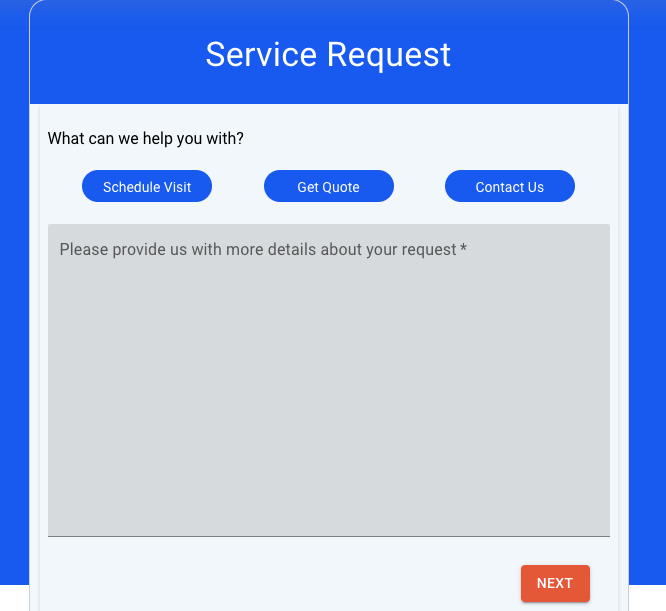 Service Request
What can we help you with?
Schedule Visit Get Quote Contact Us
Please provide us with more details about your request *
NEXT